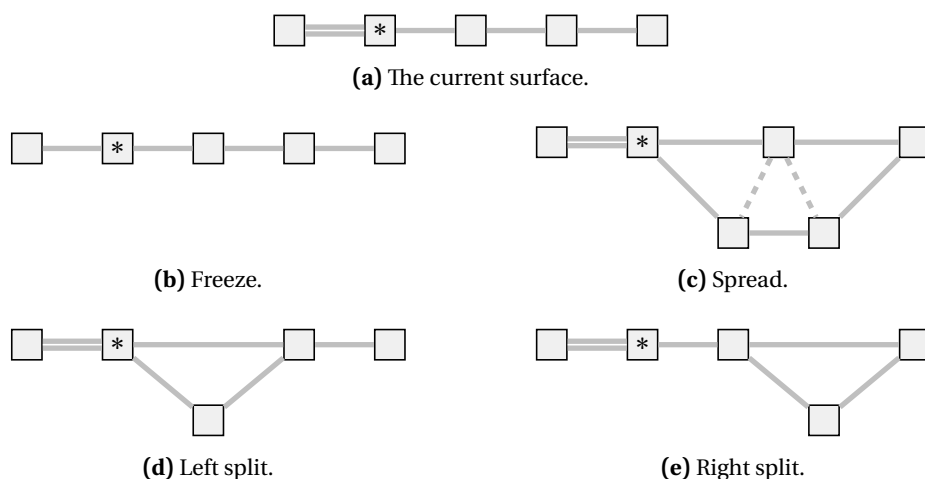 *
(a) The current surface.
*
*
(b) Freeze.
(c) Spread.
*
*
(d) Left split.
(e) Right split.